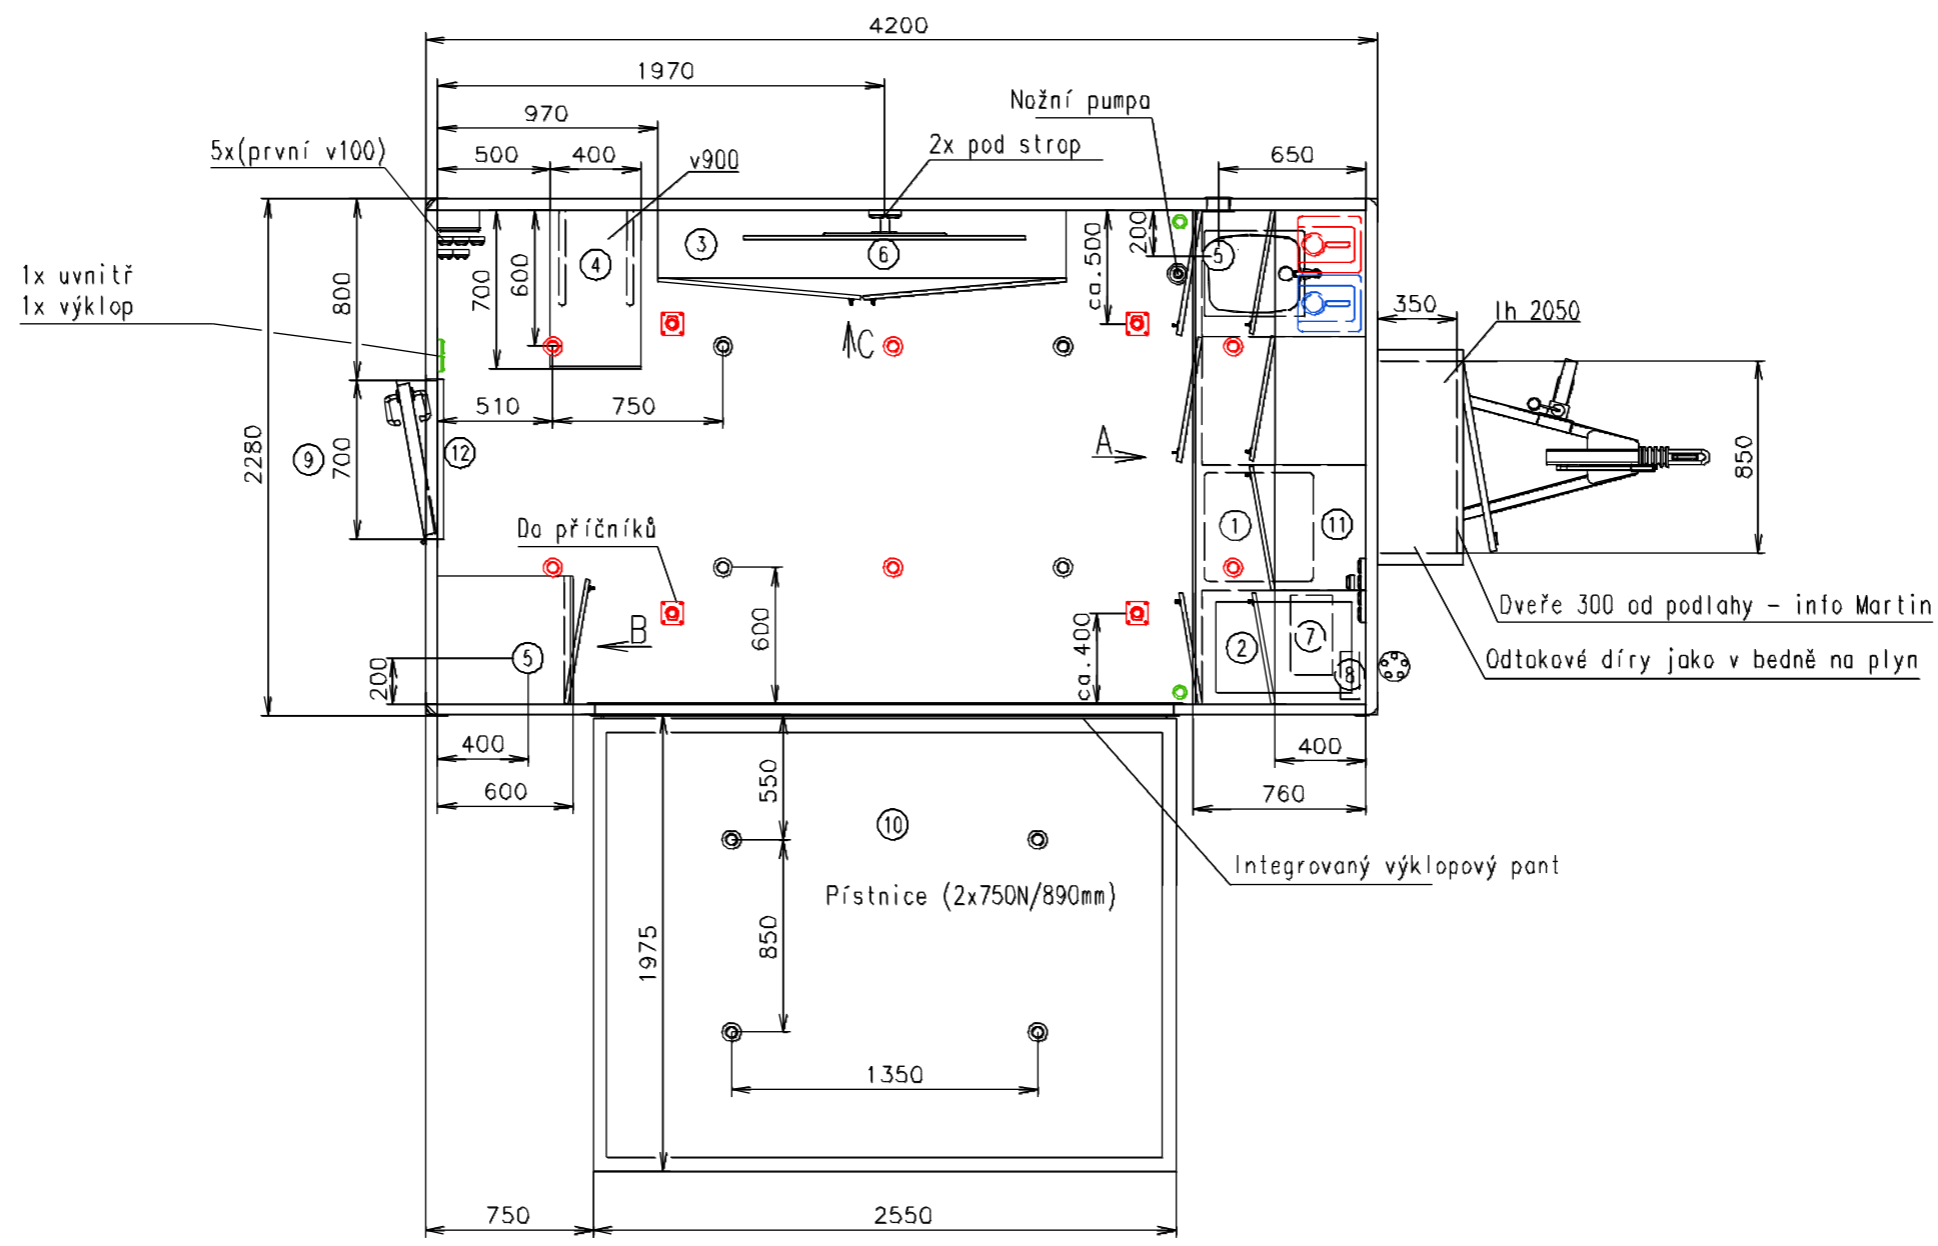 4200
1970
970
Nožní pumpa
5x(první v100)
500
400
v900
2x pod strop
650
1x uvnitř
1x výklop
800
700
600
4
3
6
ca.500
200
5
350
lh 2050
C
510
750
2280
9
700
12
A
850
1
11
Do příčníků
Dveře 300 od podlahy - info Martin
B
600
ca.400
2
7
8
Odtokové díry jako v bedně na plyn
200
5
400
600
550
400
760
10
Integrovaný výklopový pant
Pístnice (2x750N/890mm)
1975
850
1350
750
2550